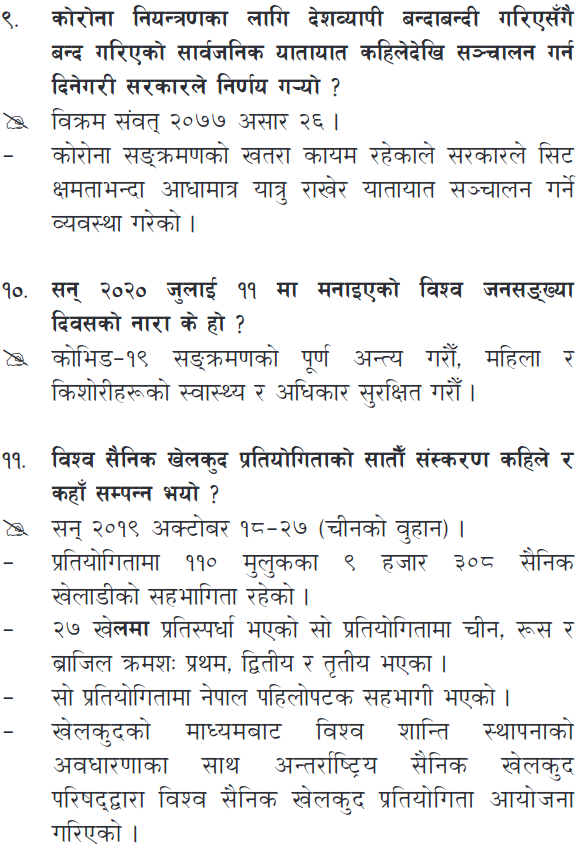 ९. कोरोना नियन्त्रणका लागि देशव्यापी बन्दाबन्दी गरिएसँगै
बन्द गरिएको सार्वजनिक यातायात कहिलेदेखि सञ्चालन गर्न
दिनेगरी सरकारले निर्णय गर्‍यो ?
विक्रम संवत् २०७७ असार २६ ।
- कोरोना सङ्क्रमणको खतरा कायम रहेकाले सरकारले सिट
क्षमताभन्दा आधामात्र यात्रु राखेर यातायात सञ्चालन गर्ने
व्यवस्था गरेको ।
१०. सन् २०२० जुलाई ११ मा मनाइएको विश्व जनसङ्ख्या
दिवसको नारा के हो ?
कोभिड-१९ सङ्क्रमणको पूर्ण अन्त्य गरौँ, महिला र
किशोरीहरूको स्वास्थ्य र अधिकार सुरक्षित गरौँ ।
११. विश्व सैनिक खेलकुद प्रतियोगिताको सातौँ संस्करण कहिले र
कहाँ सम्पन्न भयो ?
सन् २०१९ अक्टोबर १८-२७ (चीनको वुहान) ।
- प्रतियोगितामा ११० मुलुकका ९ हजार ३०८ सैनिक
खेलाडीको सहभागिता रहेको ।
- २७ खेलमा प्रतिस्पर्धा भएको सो प्रतियोगितामा चीन, रूस र
ब्राजिल क्रमशः प्रथम, द्वितीय र तृतीय भएका ।
- सो प्रतियोगितामा नेपाल पहिलोपटक सहभागी भएको ।
- खेलकुदको माध्यमबाट विश्व शान्ति स्थापनाको
अवधारणाका साथ अन्तर्राष्ट्रिय सैनिक खेलकुद
परिषद्द्वारा विश्व सैनिक खेलकुद प्रतियोगिता आयोजना
गरिएको ।